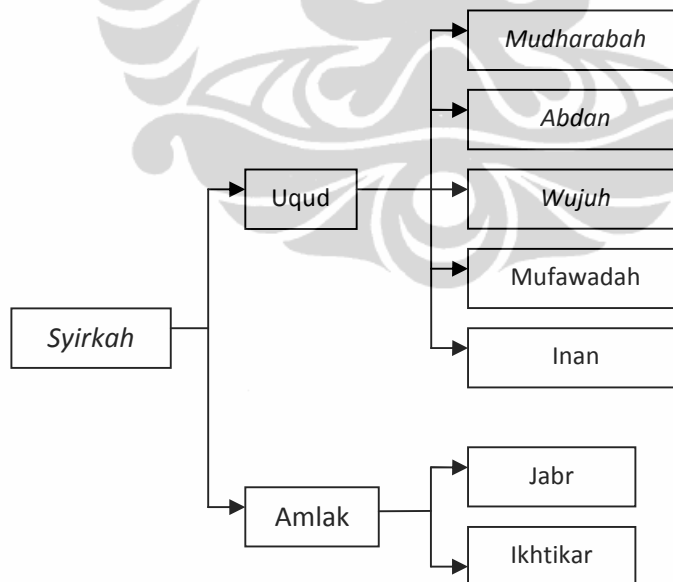 Mudharabah
Abdan
Uqud
Wujuh
Mufawadah
Syirkah
Inan
Jabr
Amlak
Ikhtikar